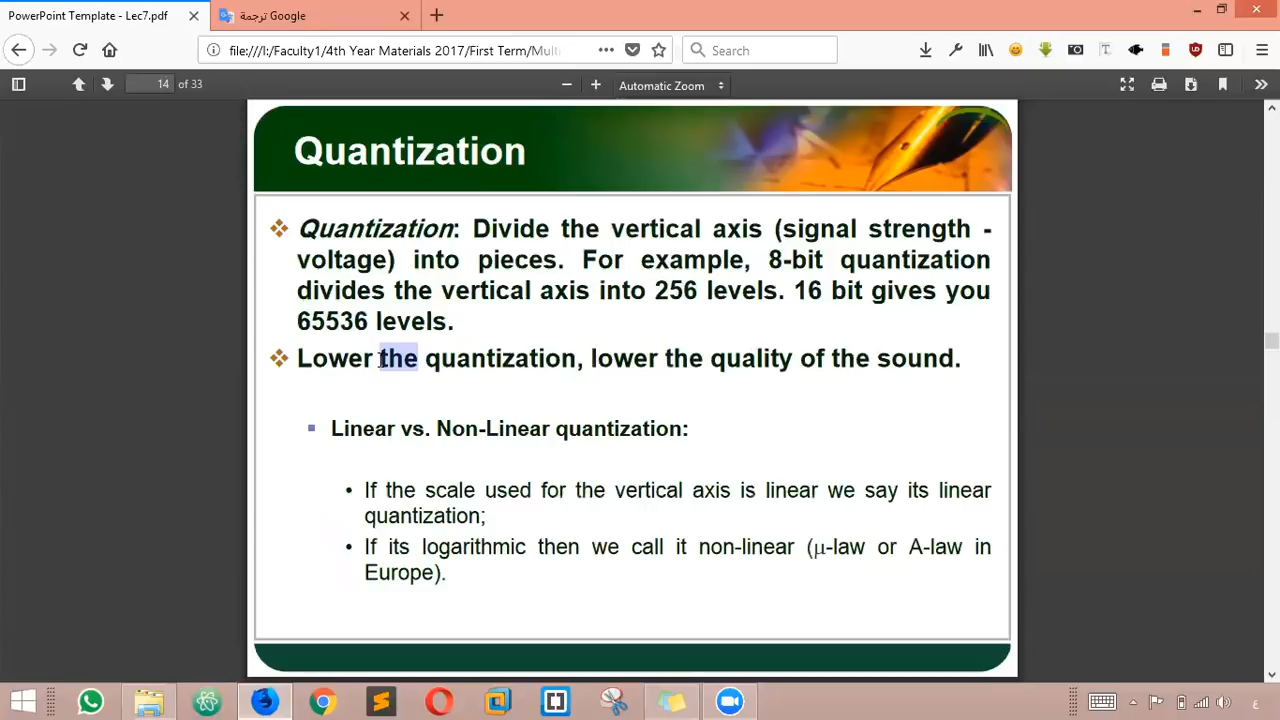 PowerPoint Template - Lec7.pdf
ترجمة Google
file:///I:/Faculty1/4th Year Materials 2017/First Term/Mult
Search
14 of 33
Automatic Zoom
Quantization
Quantization: Divide the vertical axis (signal strength -
voltage) into pieces. For example, 8-bit quantization
divides the vertical axis into 256 levels. 16 bit gives you
65536 levels.
Lower the quantization, lower the quality of the sound.
Linear vs. Non-Linear quantization:
If the scale used for the vertical axis is linear we say its linear
quantization;
If its logarithmic then we call it non-linear (μ-law or A-law in
Europe).
ع